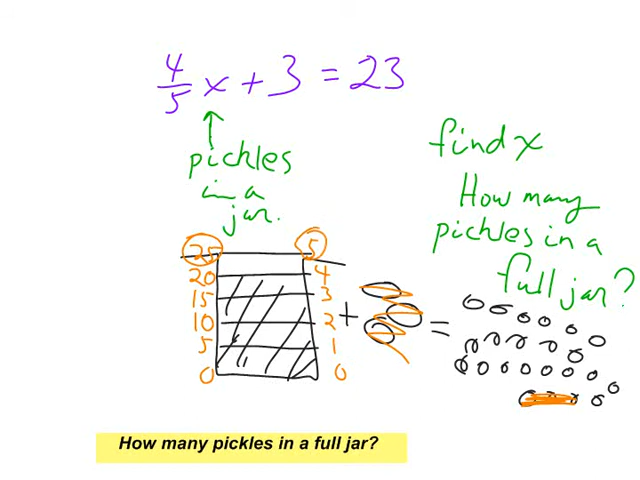 4/5 x + 3 = 23
pickles
in a
jar.
find x
How many
pickles in a
full jar?
25 5
20 4
15 3
10 2
5 1
0 0
+ =
How many pickles in a full jar?